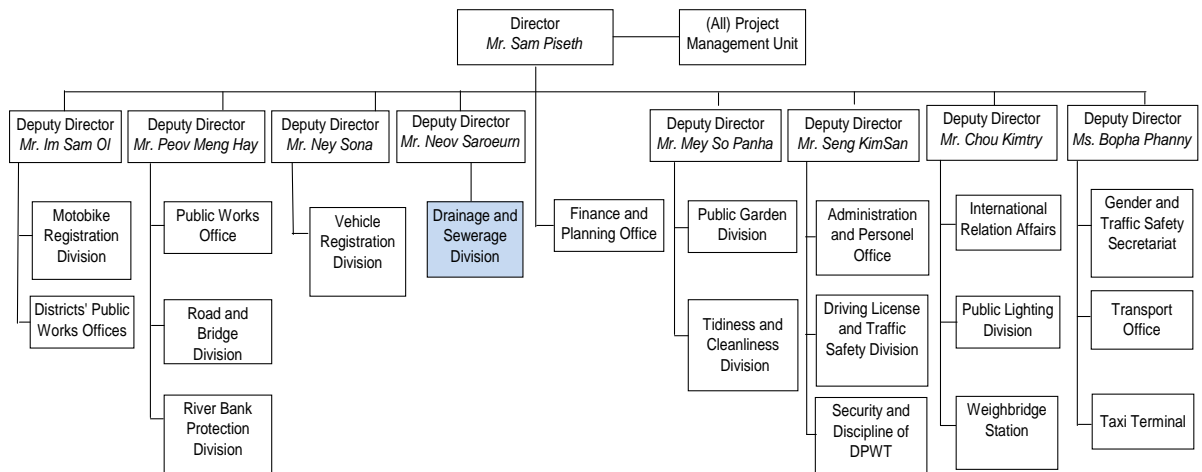 Director
Mr. Sam Piseth
(All) Project
Management Unit
Deputy Director
Mr. Im Sam Ol
Deputy Director
Mr. Peov Meng Hay
Deputy Director
Mr. Ney Sona
Deputy Director
Mr. Neov Saroeurn
Deputy Director
Mr. Mey So Panha
Deputy Director
Mr. Seng KimSan
Deputy Director
Mr. Chou Kimtry
Deputy Director
Ms. Bopha Phanny
Motobike
Registration
Division
Districts' Public
Works Offices
Public Works
Office
Road and
Bridge
Division
River Bank
Protection
Division
Vehicle
Registration
Division
Drainage and
Sewerage
Division
Finance and
Planning Office
Public Garden
Division
Tidiness and
Cleanliness
Division
Administration
and Personel
Office
Driving License
and Traffic
Safety Division
Security and
Discipline of
DPWT
International
Relation Affairs
Public Lighting
Division
Weighbridge
Station
Gender and
Traffic Safety
Secretariat
Transport
Office
Taxi Terminal